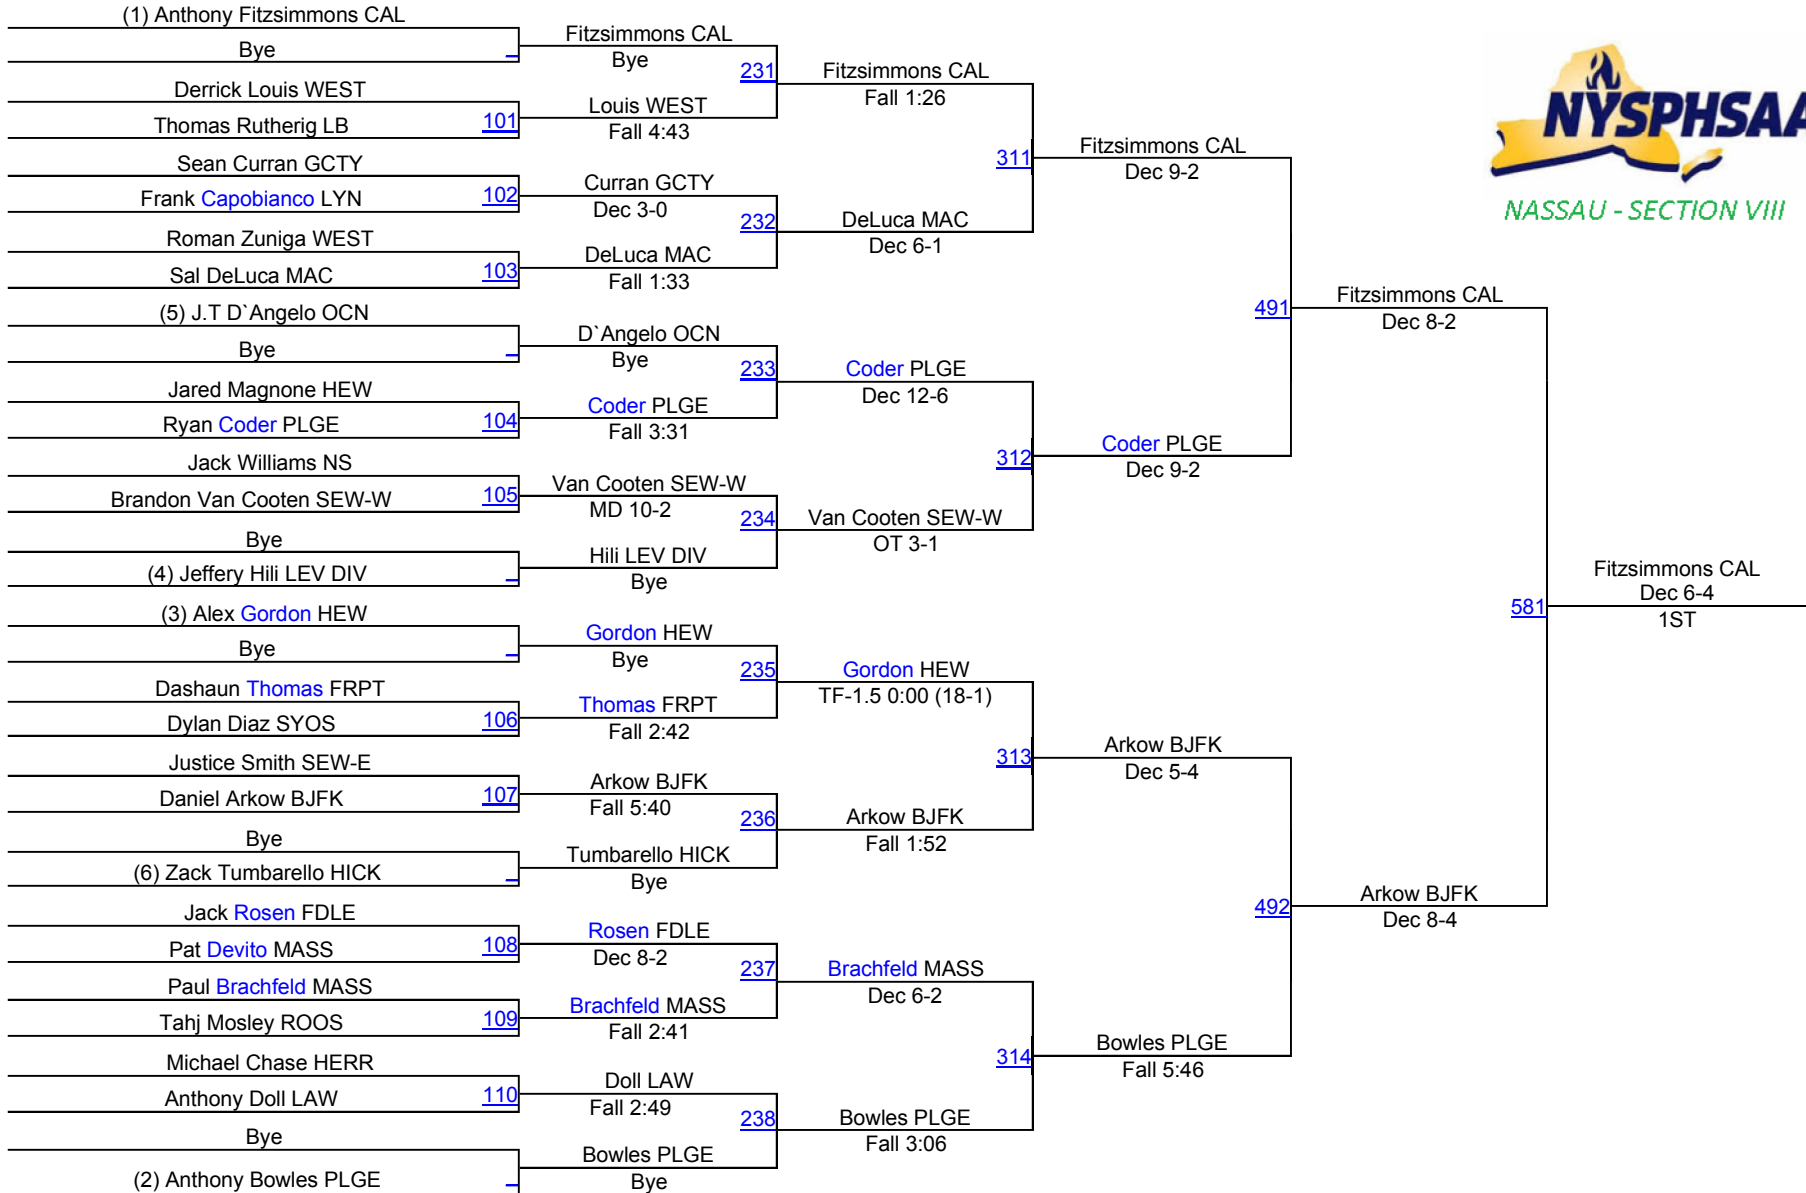 (1) Anthony Fitzsimmons CAL
Bye
Derrick Louis WEST
Thomas Rutherig LB
101
Sean Curran GCTY
Frank Capobianco LYN
102
Roman Zuniga WEST
Sal DeLuca MAC
103
(5) J.T D`Angelo OCN
Bye
Jared Magnone HEW
Ryan Coder PLGE
104
Jack Williams NS
Brandon Van Cooten SEW-W
105
Bye
(4) Jeffery Hili LEV DIV
(3) Alex Gordon HEW
Bye
Dashaun Thomas FRPT
Dylan Diaz SYOS
106
Justice Smith SEW-E
Daniel Arkow BJFK
107
Bye
(6) Zack Tumbarello HICK
Jack Rosen FDLE
Pat Devito MASS
108
Paul Brachfeld MASS
Tahj Mosley ROOS
109
Michael Chase HERR
Anthony Doll LAW
110
Bye
(2) Anthony Bowles PLGE
Fitzsimmons CAL
Bye
231
Louis WEST
Fall 4:43
Curran GCTY
Dec 3-0
232
DeLuca MAC
Fall 1:33
D`Angelo OCN
Bye
233
Coder PLGE
Fall 3:31
Van Cooten SEW-W
MD 10-2
234
Hili LEV DIV
Bye
Gordon HEW
Bye
235
Thomas FRPT
Fall 2:42
Arkow BJFK
Fall 5:40
236
Tumbarello HICK
Bye
Rosen FDLE
Dec 8-2
237
Brachfeld MASS
Fall 2:41
Doll LAW
Fall 2:49
238
Bowles PLGE
Bye
Fitzsimmons CAL
Fall 1:26
311
DeLuca MAC
Dec 6-1
Coder PLGE
Dec 12-6
312
Van Cooten SEW-W
OT 3-1
Gordon HEW
TF-1.5 0:00 (18-1)
313
Arkow BJFK
Fall 1:52
Brachfeld MASS
Dec 6-2
314
Bowles PLGE
Fall 3:06
Fitzsimmons CAL
Dec 9-2
491
Coder PLGE
Dec 9-2
Arkow BJFK
Dec 5-4
492
Bowles PLGE
Fall 5:46
Fitzsimmons CAL
Dec 8-2
581
Arkow BJFK
Dec 8-4
Fitzsimmons CAL
Dec 6-4
1ST
NYSPHSAA
NASSAU - SECTION VIII